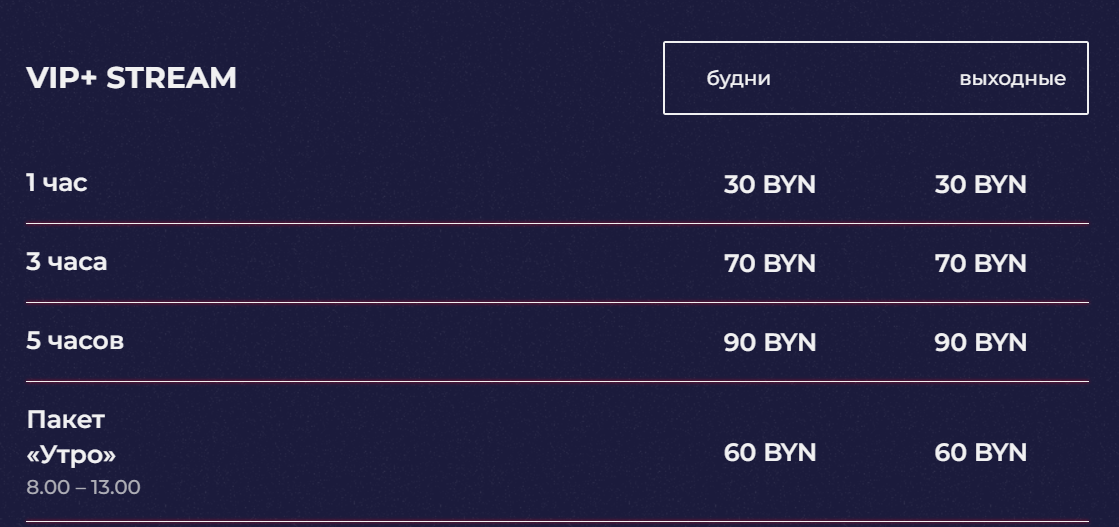 VIP+ STREAM будни выходные
1 час 30 BYN 30 BYN
3 часа 70 BYN 70 BYN
5 часов 90 BYN 90 BYN
Пакет
«Утро» 60 BYN 60 BYN
8.00 – 13.00